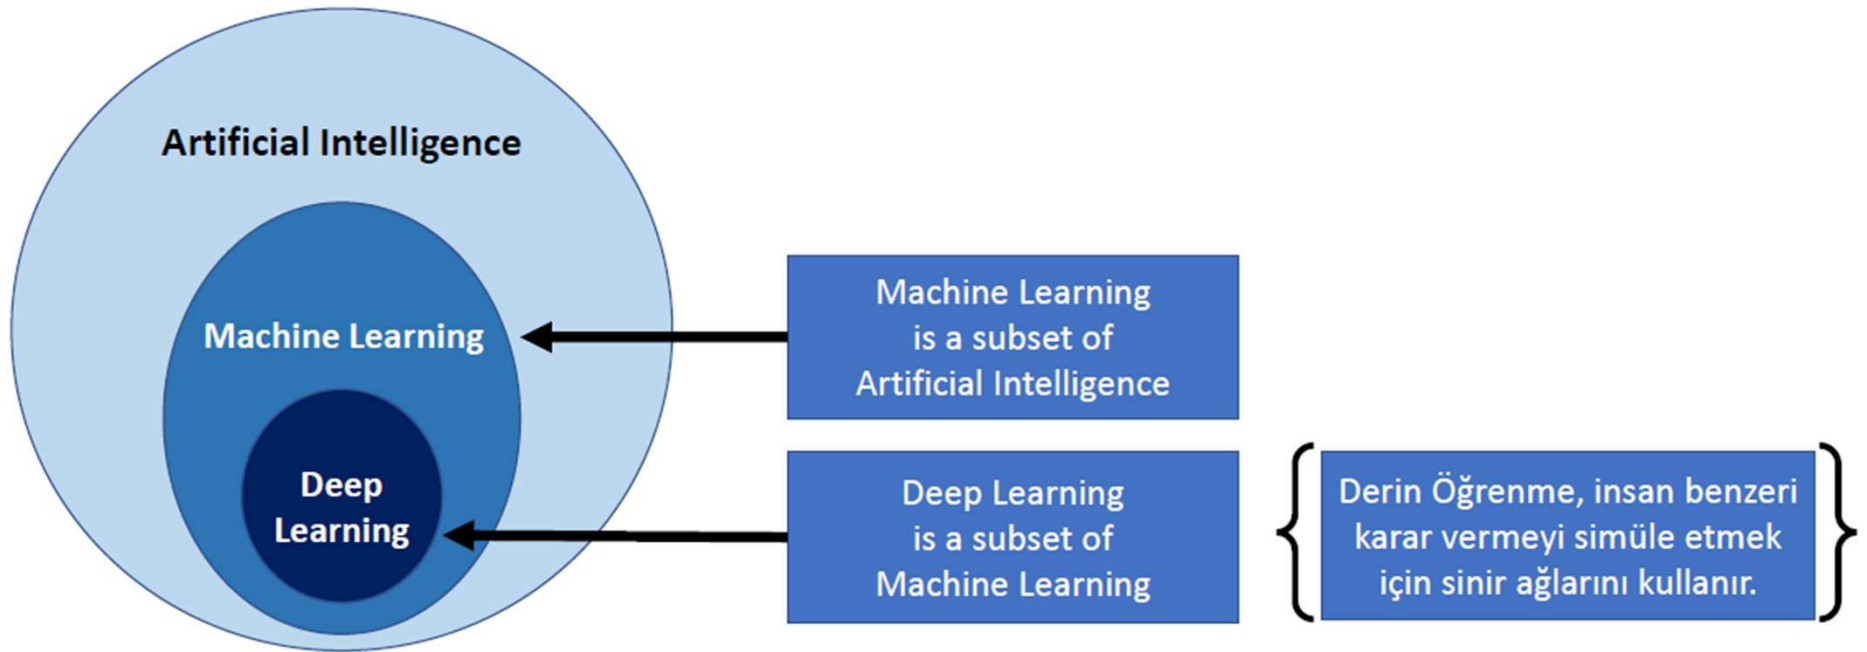 Artificial Intelligence
Machine Learning
Deep
Learning
Machine Learning
is a subset of
Artificial Intelligence
Deep Learning
is a subset of
Machine Learning
Derin Öğrenme, insan benzeri
karar vermeyi simüle etmek
için sinir ağlarını kullanır.